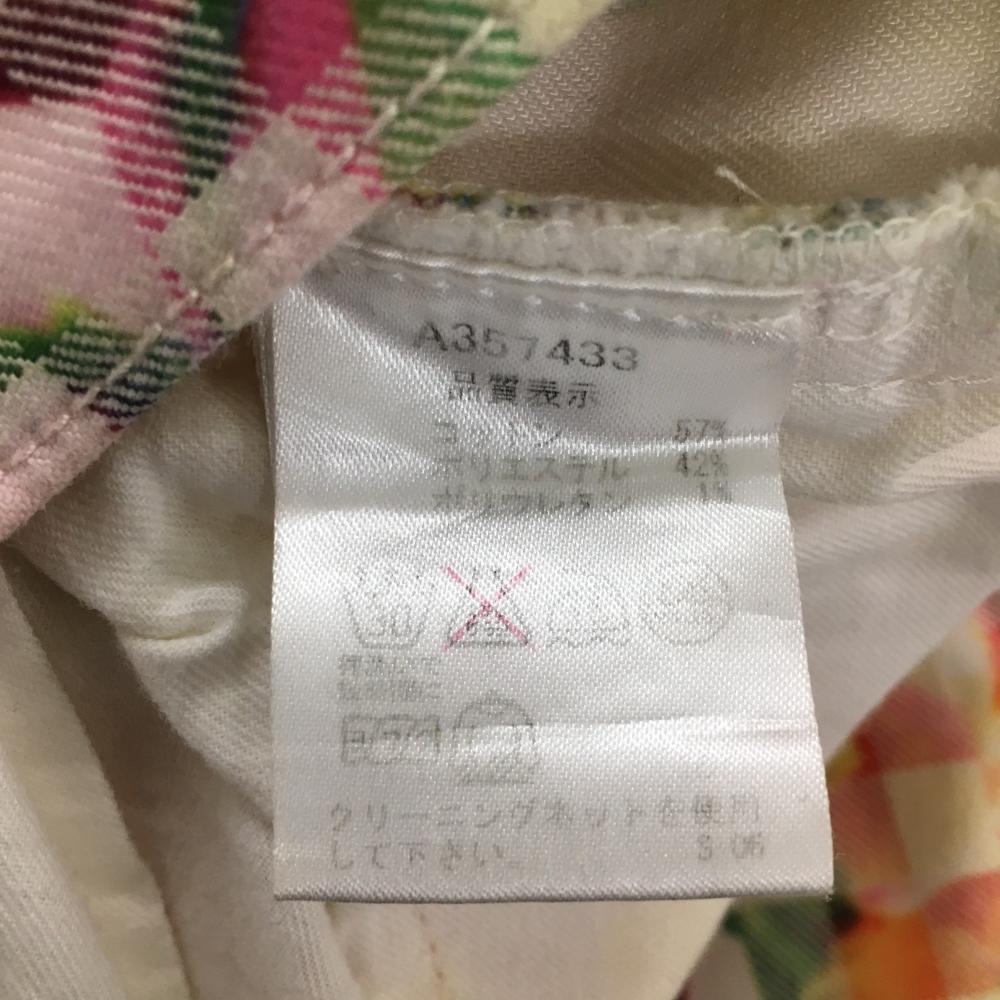 A357433
品質表示
コットン 57%
ポリエステル 42%
ポリウレタン 1%
30
クリーニングネットを使用
して下さい。 S 06